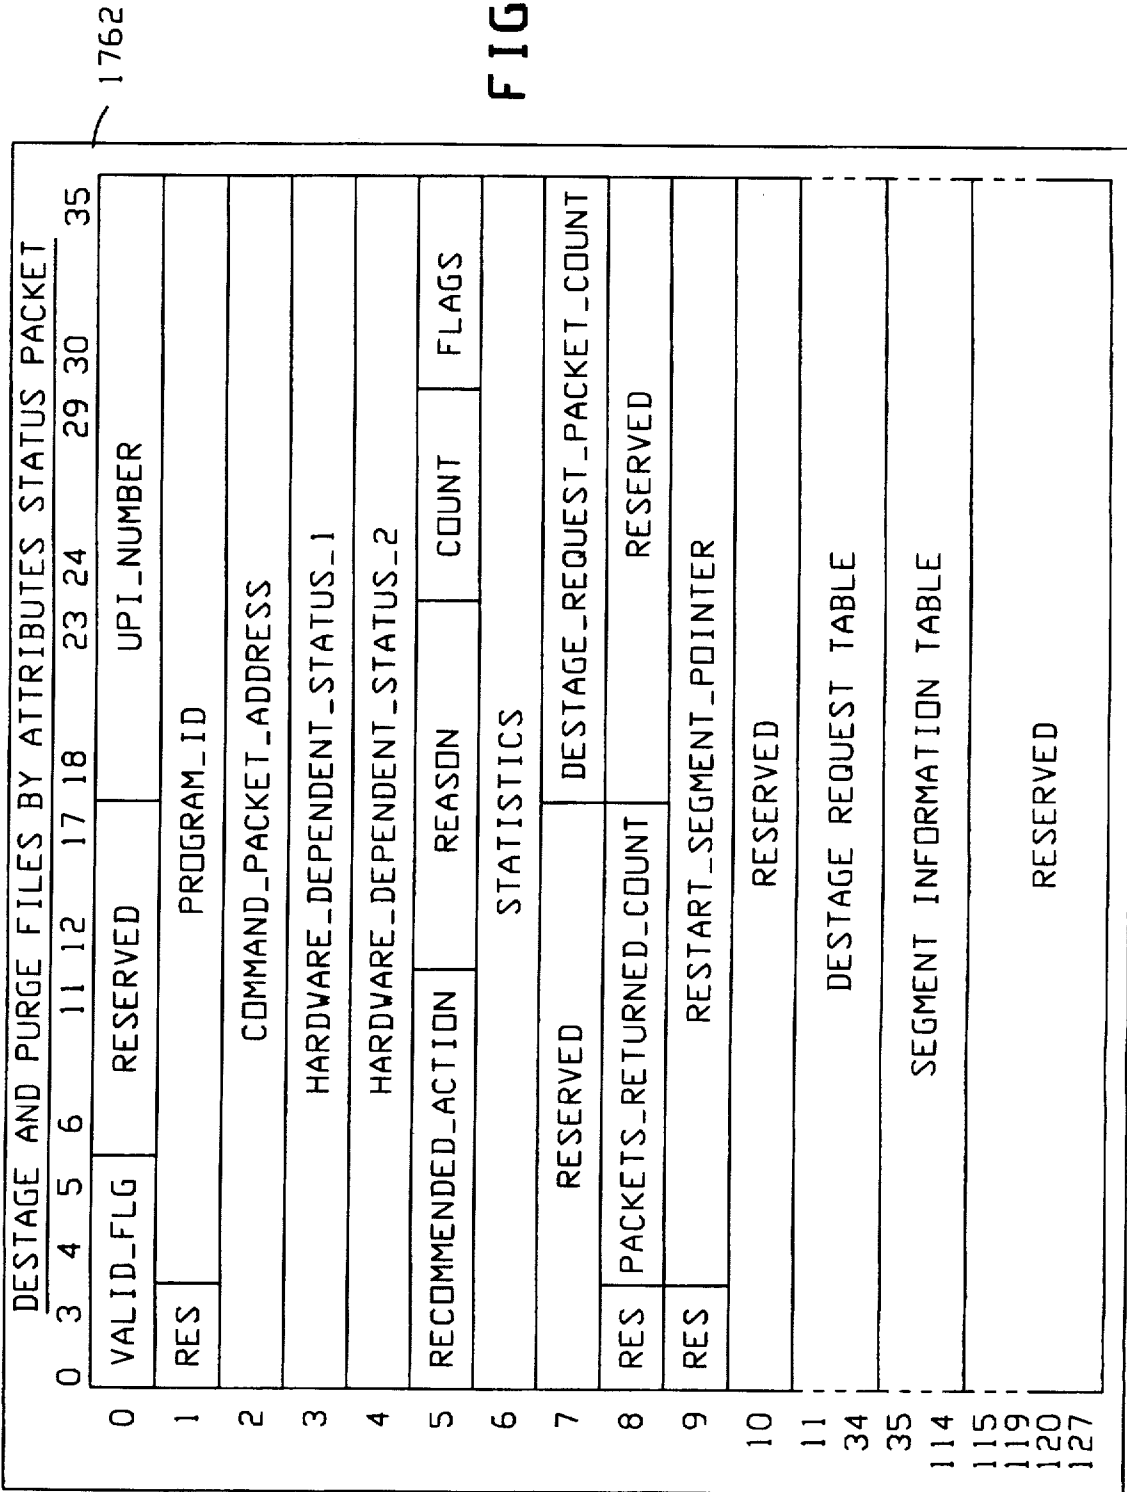 DESTAGE AND PURGE FILES BY ATTRIBUTES STATUS PACKET
1762
0 3 4 5 6 11 12 17 18 23 24 29 30 35
0 VALID_FLG RESERVED UPI_NUMBER
1 RES PROGRAM_ID
2 COMMAND_PACKET_ADDRESS
3 HARDWARE_DEPENDENT_STATUS_1
4 HARDWARE_DEPENDENT_STATUS_2
5 RECOMMENDED_ACTION REASON COUNT FLAGS
6 STATISTICS
7 RESERVED DESTAGE_REQUEST_PACKET_COUNT
8 RES PACKETS_RETURNED_COUNT RESERVED
9 RES RESTART_SEGMENT_POINTER
10 RESERVED
11
34 DESTAGE REQUEST TABLE
35
114 SEGMENT INFORMATION TABLE
115
119
120
127 RESERVED
FIG